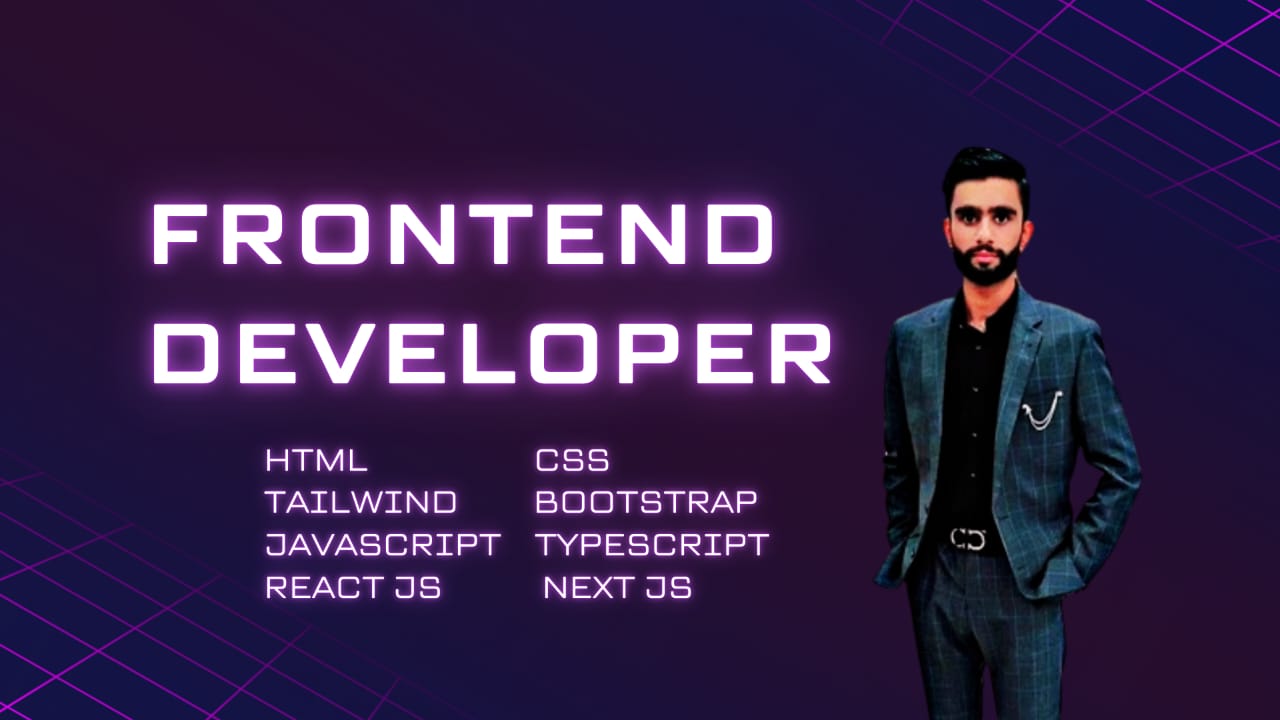 FRONTEND
DEVELOPER
HTML
CSS
TAILWIND
BOOTSTRAP
JAVASCRIPT
TYPESCRIPT
REACT JS
NEXT JS